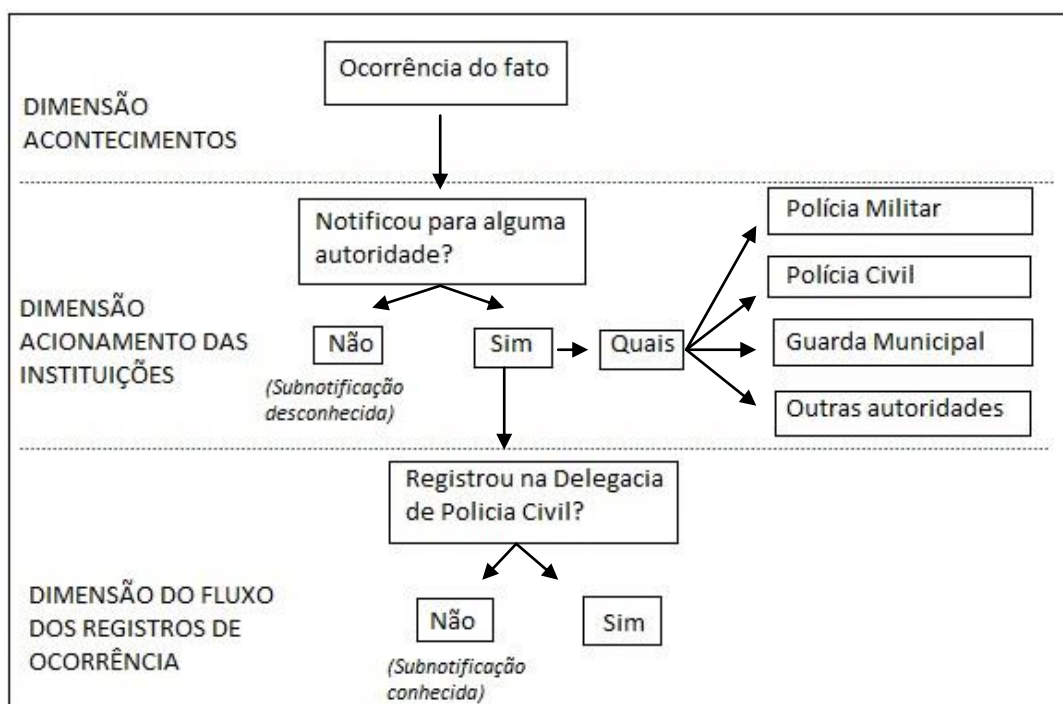 Ocorrência do fato
DIMENSÃO
ACONTECIMENTOS
Notificou para alguma
autoridade?
Polícia Militar
Polícia Civil
DIMENSÃO
ACIONAMENTO DAS
INSTITUIÇÕES
Não
Sim
Quais
Guarda Municipal
(Subnotificação
desconhecida)
Outras autoridades
Registrou na Delegacia
de Policia Civil?
DIMENSÃO DO FLUXO
DOS REGISTROS DE
OCORRÊNCIA
Não
Sim
(Subnotificação
conhecida)